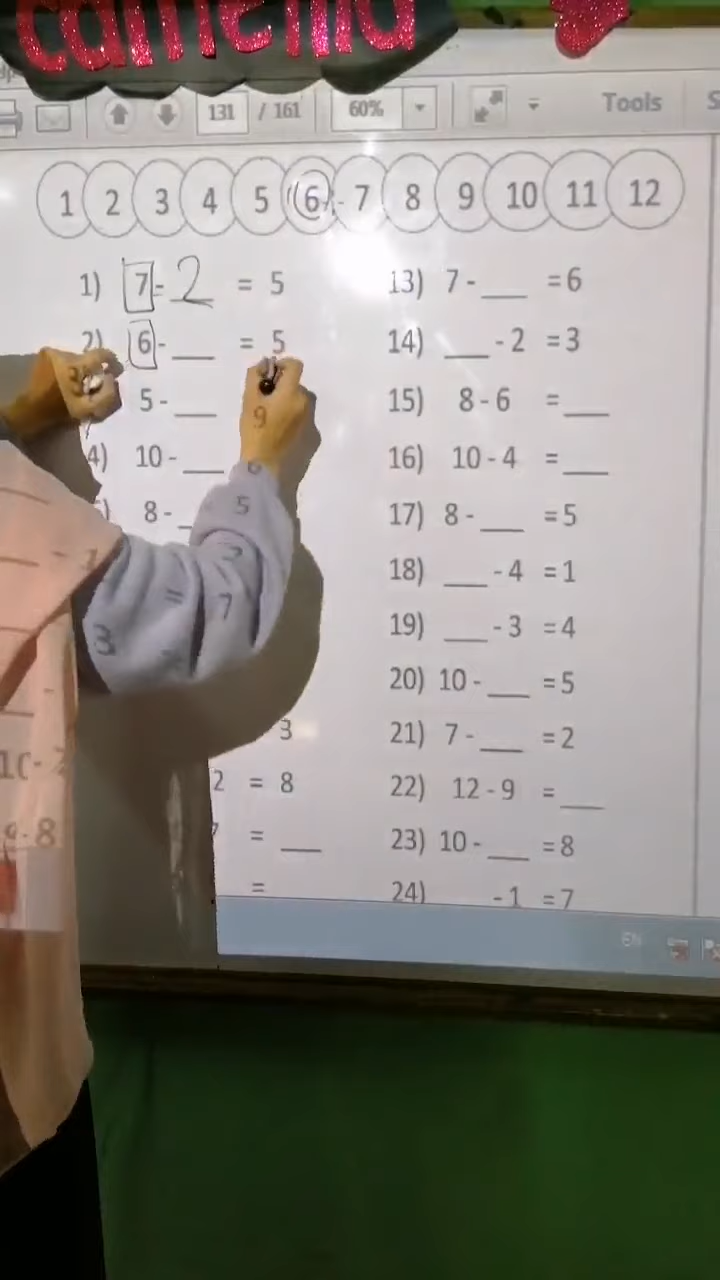 camellia
131 / 161 60% Tools
1 2 3 4 5 6 7 8 9 10 11 12
1) 7 - 2 = 5
2) 6 - ___ = 5
5 - ___
4) 10 - ___
8 - _
3
2 = 8
= ___
=
13) 7 - ___ = 6
14) ___ - 2 = 3
15) 8 - 6 = ___
16) 10 - 4 = ___
17) 8 - ___ = 5
18) ___ - 4 = 1
19) ___ - 3 = 4
20) 10 - ___ = 5
21) 7 - ___ = 2
22) 12 - 9 = ___
23) 10 - ___ = 8
24) - 1 = 7
EN